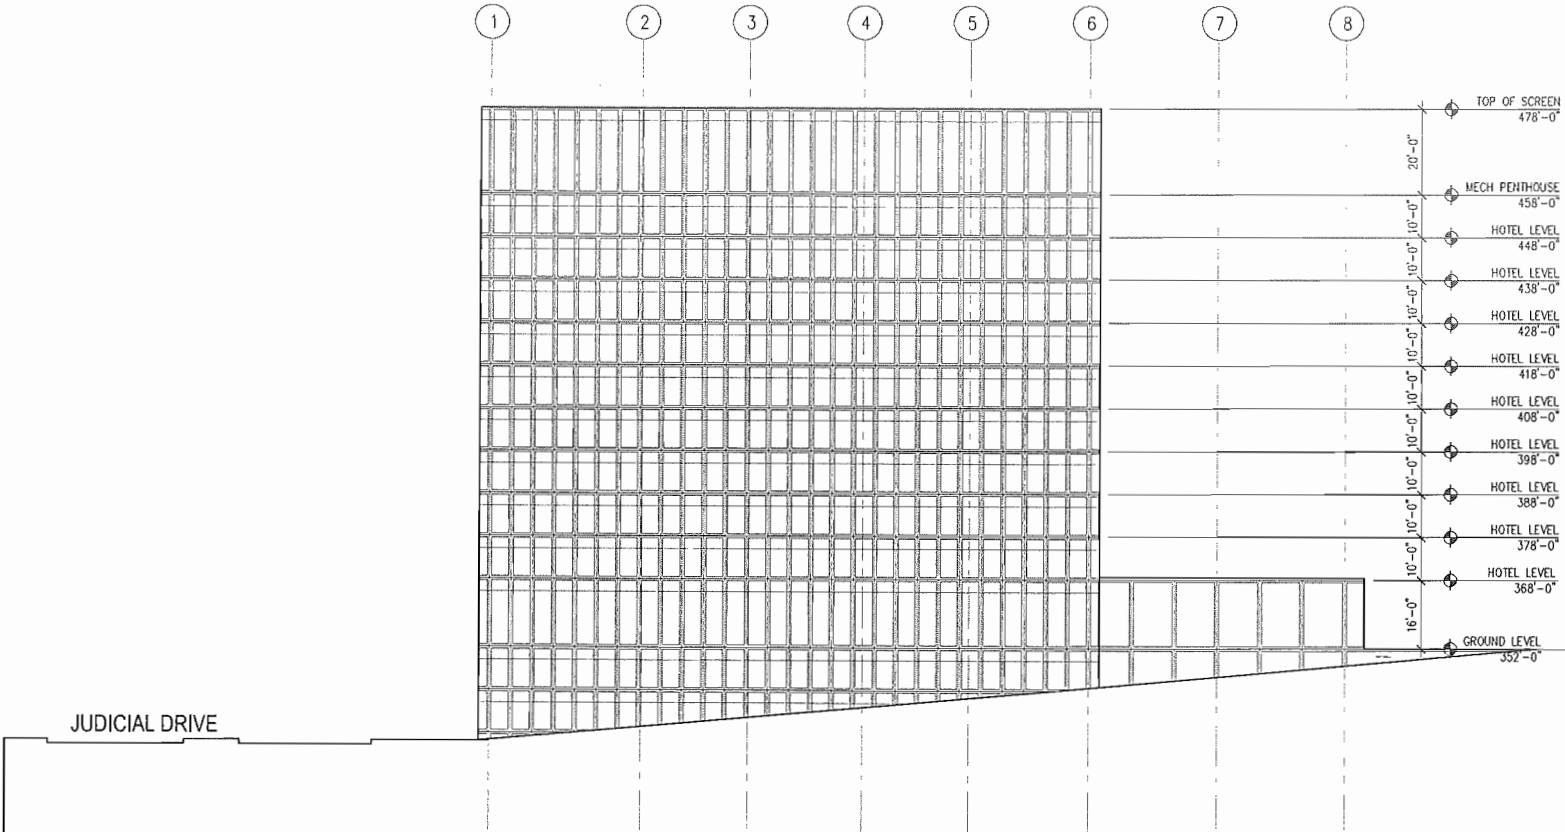 1 2 3 4 5 6 7 8
TOP OF SCREEN
478'-0"
20'-0"
MECH PENTHOUSE
458'-0"
10'-0"
HOTEL LEVEL
448'-0"
10'-0"
HOTEL LEVEL
438'-0"
10'-0"
HOTEL LEVEL
428'-0"
10'-0"
HOTEL LEVEL
418'-0"
10'-0"
HOTEL LEVEL
408'-0"
10'-0"
HOTEL LEVEL
398'-0"
10'-0"
HOTEL LEVEL
388'-0"
10'-0"
HOTEL LEVEL
378'-0"
10'-0"
HOTEL LEVEL
368'-0"
16'-0"
GROUND LEVEL
352'-0"
JUDICIAL DRIVE